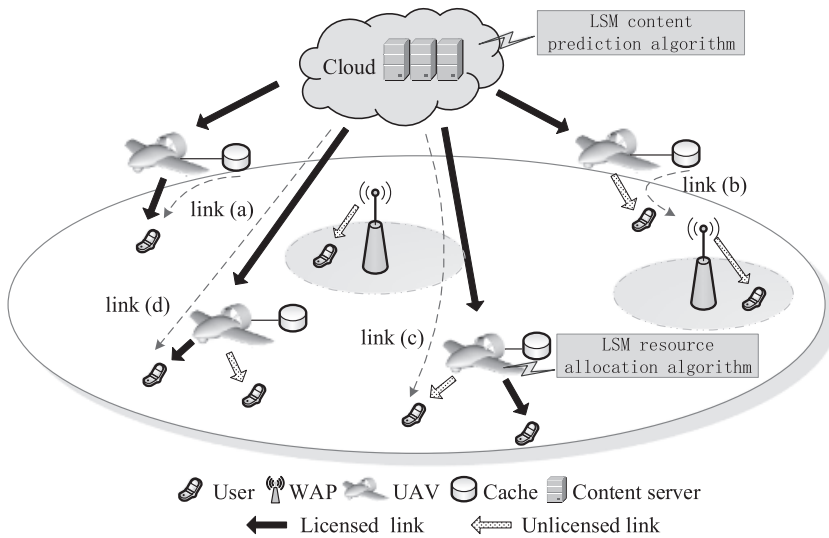 LSM content
prediction algorithm
Cloud
link (a)
link (b)
link (d)
link (c)
LSM resource
allocation algorithm
User WAP UAV Cache Content server
Licensed link Unlicensed link